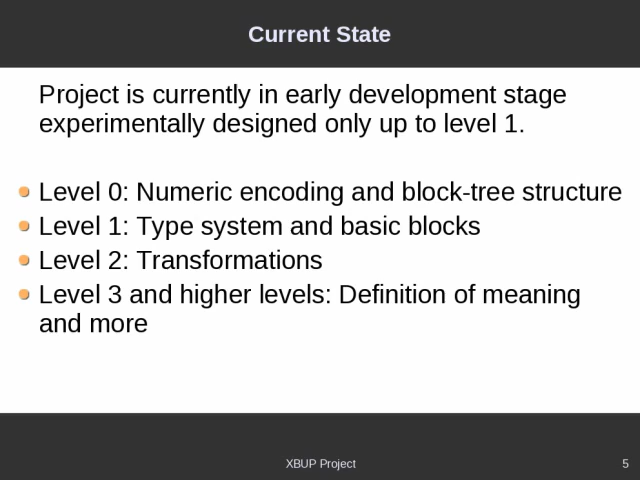 Current State
Project is currently in early development stage
experimentally designed only up to level 1.
Level 0: Numeric encoding and block-tree structure
Level 1: Type system and basic blocks
Level 2: Transformations
Level 3 and higher levels: Definition of meaning
and more
XBUP Project
5